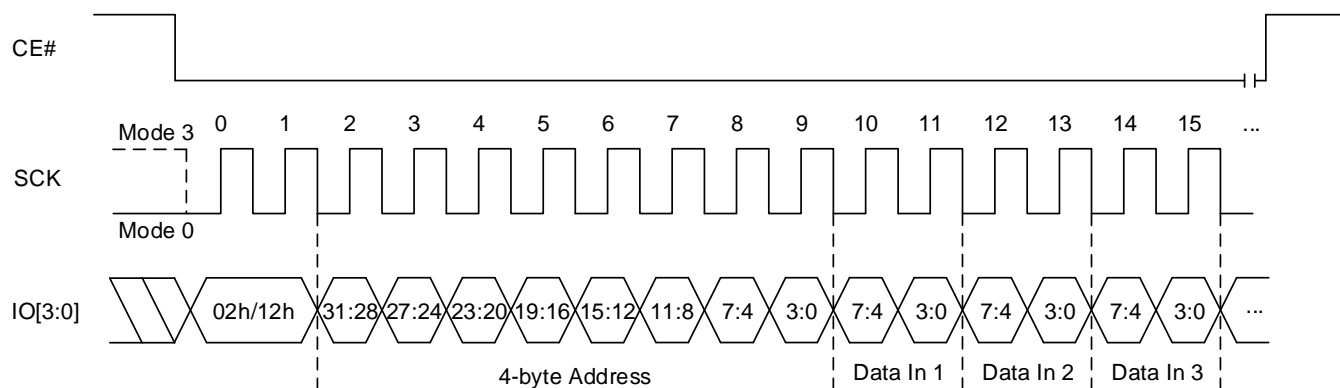 CE#
0 1 2 3 4 5 6 7 8 9 10 11 12 13 14 15 ...
Mode 3
SCK
Mode 0
IO[3:0] 02h/12h 31:28 27:24 23:20 19:16 15:12 11:8 7:4 3:0 7:4 3:0 7:4 3:0 7:4 3:0 ...
4-byte Address Data In 1 Data In 2 Data In 3